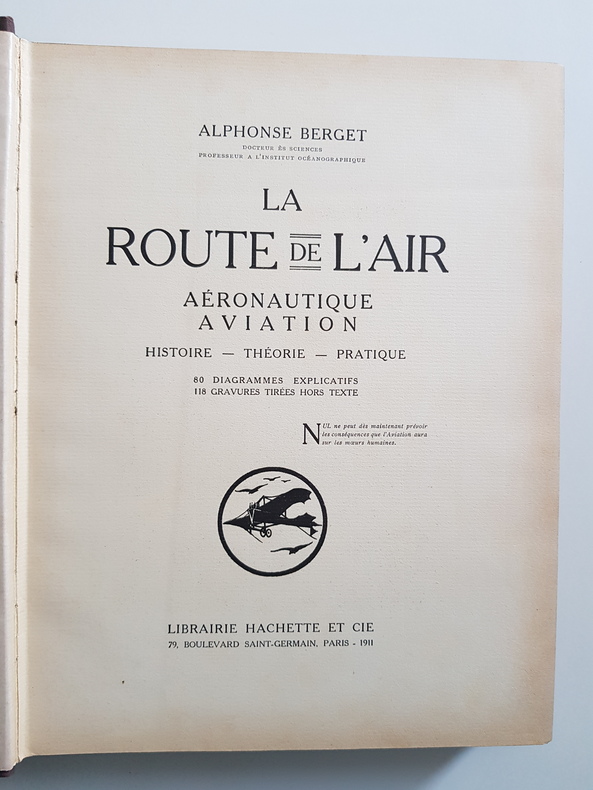 ALPHONSE BERGET
DOCTEUR ÈS SCIENCES
PROFESSEUR A L'INSTITUT OCÉANOGRAPHIQUE
LA
ROUTE DE L'AIR
AÉRONAUTIQUE
AVIATION
HISTOIRE — THÉORIE — PRATIQUE
80 DIAGRAMMES EXPLICATIFS
118 GRAVURES TIRÉES HORS TEXTE
NUL ne peut dès maintenant prévoir
les conséquences que l'Aviation aura
sur les mœurs humaines.
LIBRAIRIE HACHETTE ET CIE
79, BOULEVARD SAINT-GERMAIN, PARIS - 1911